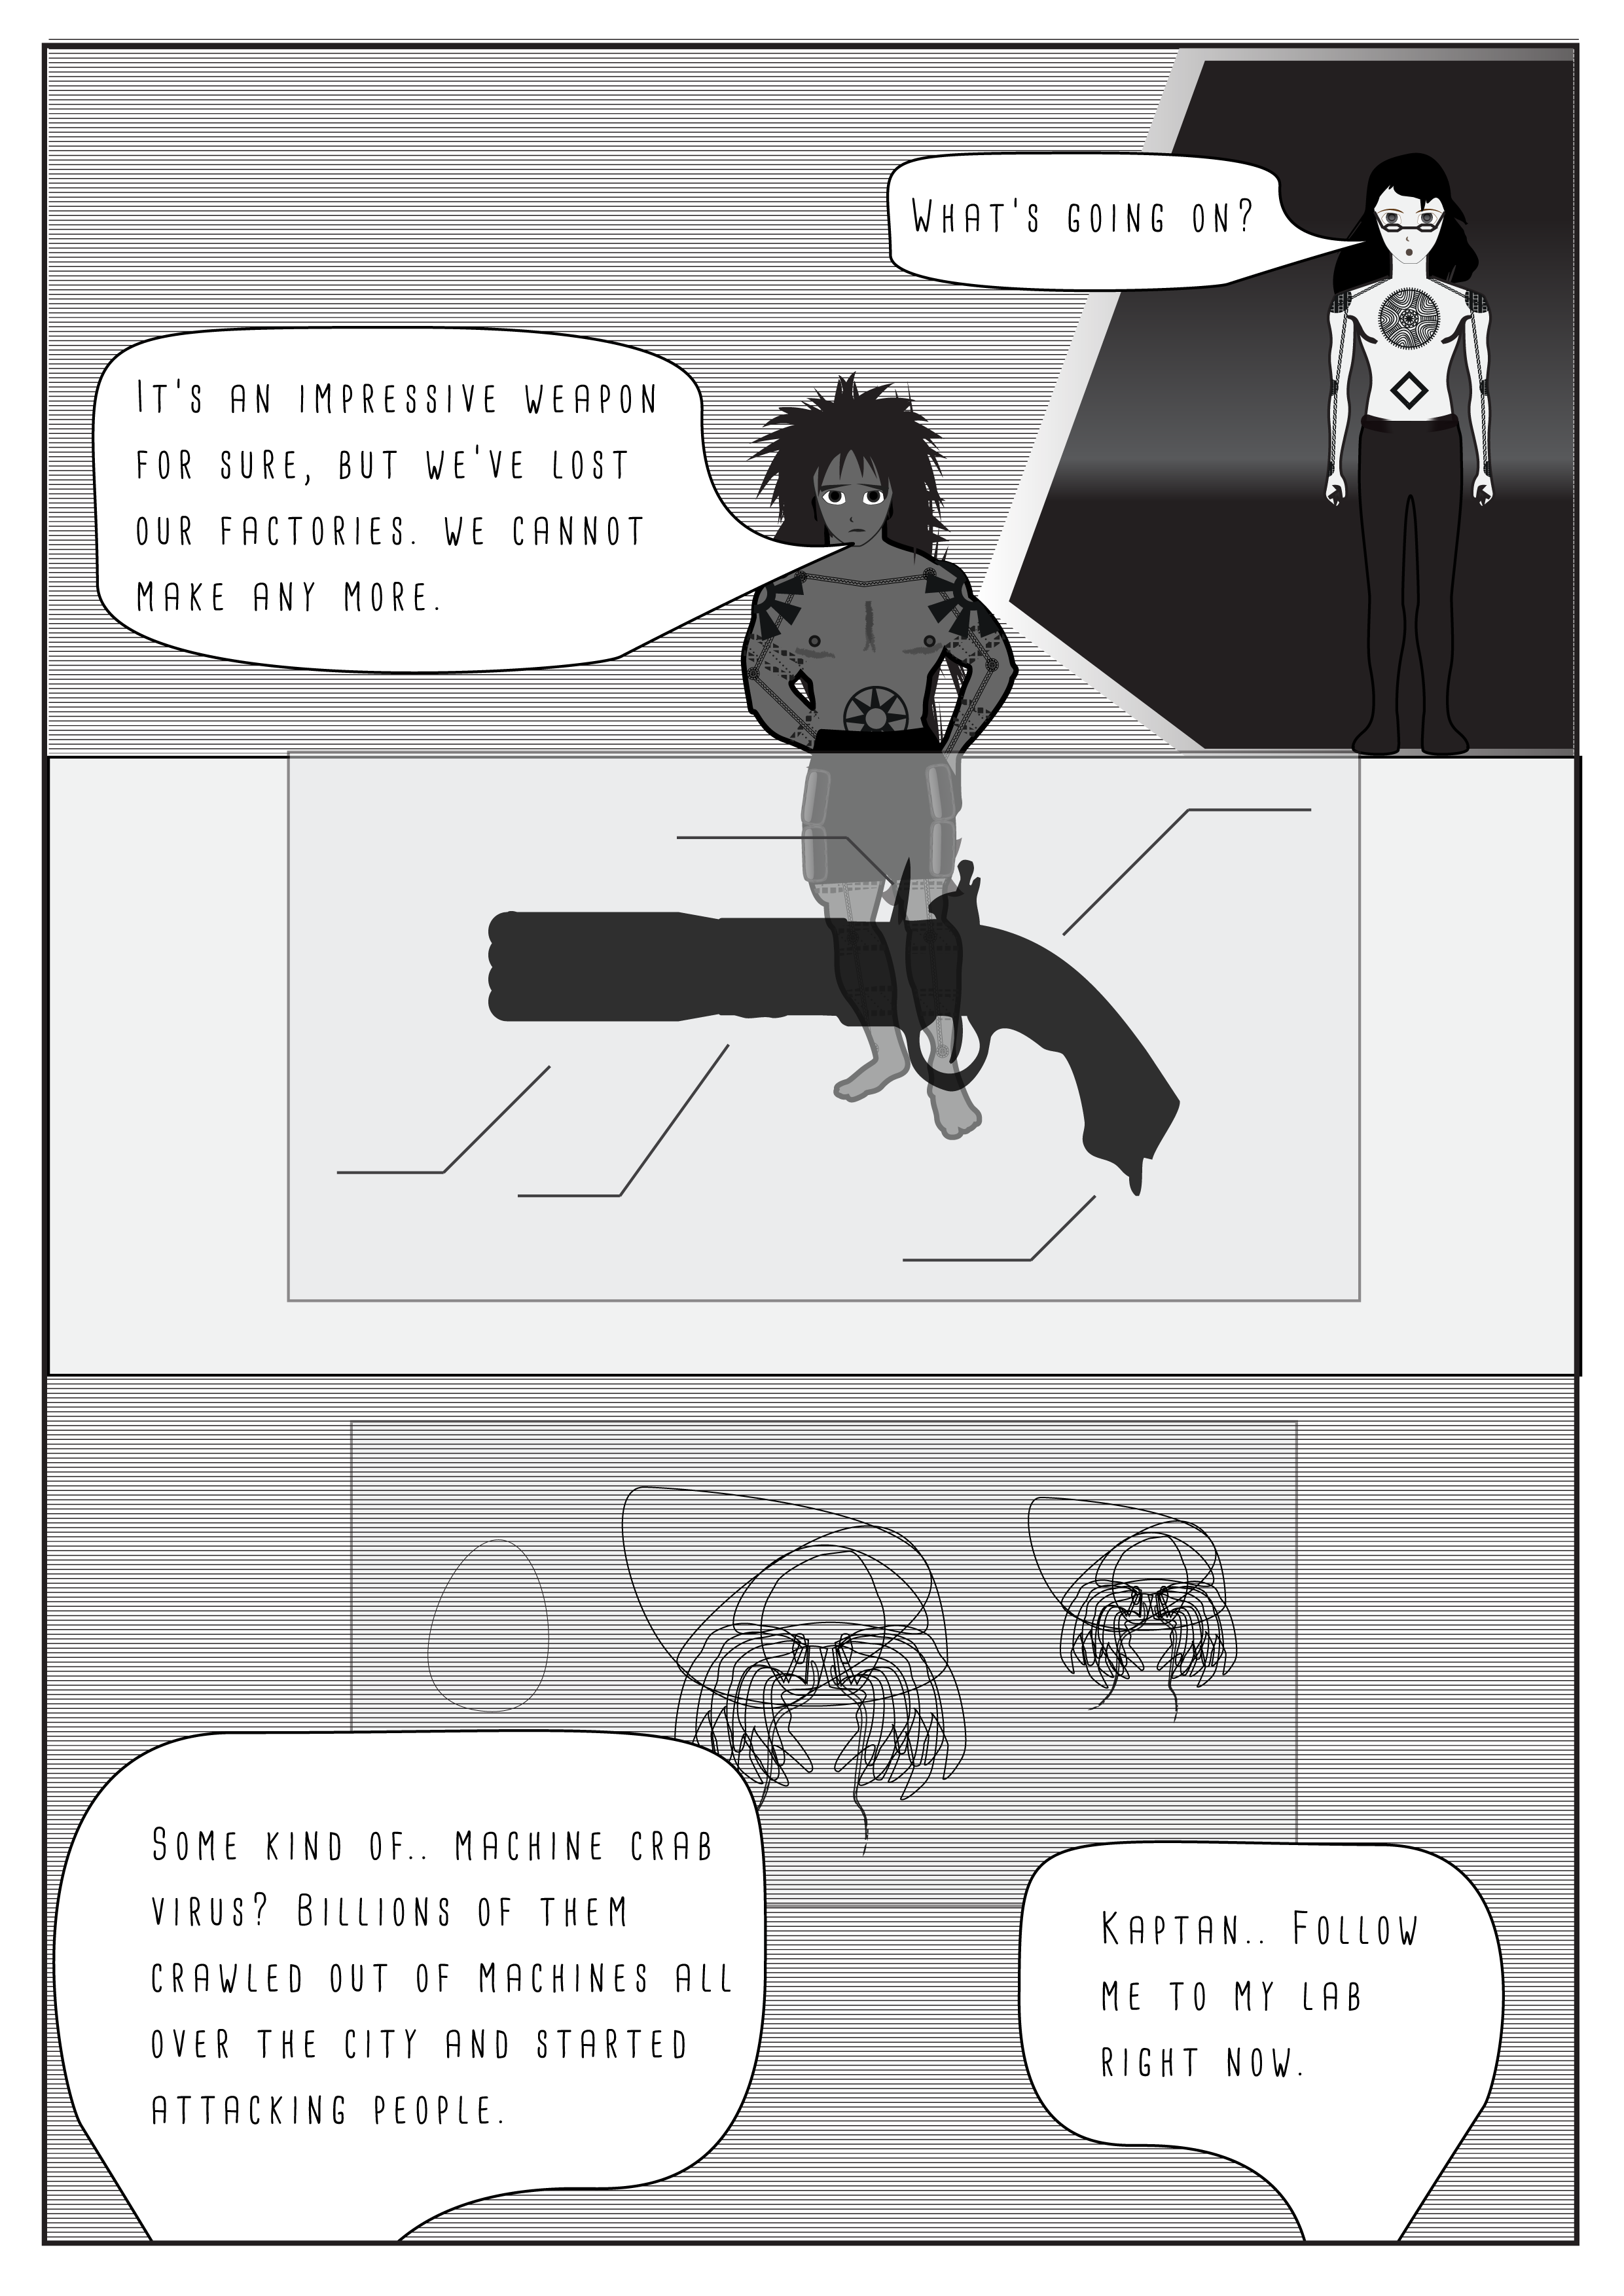 What's going on?
It's an impressive weapon
for sure, but we've lost
our factories. We cannot
make any more.
Some kind of.. machine crab
virus? Billions of them
crawled out of machines all
over the city and started
attacking people.
Kaptan.. Follow
me to my lab
right now.